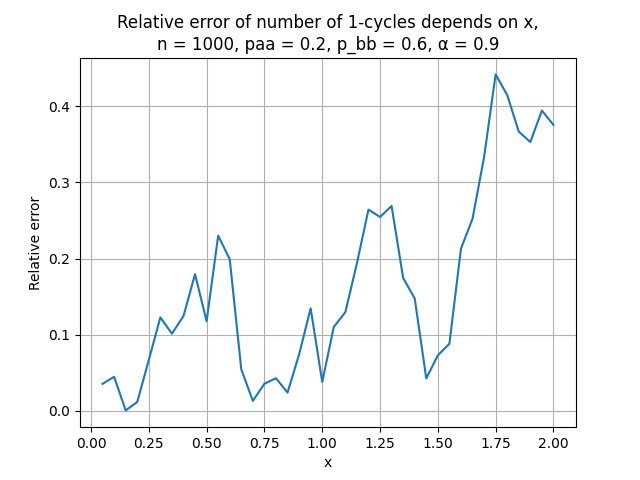 Relative error of number of 1-cycles depends on x,
n = 1000, paa = 0.2, p_bb = 0.6, α = 0.9
0.4
0.3
0.2
0.1
0.0
Relative error
0.00 0.25 0.50 0.75 1.00 1.25 1.50 1.75 2.00
x